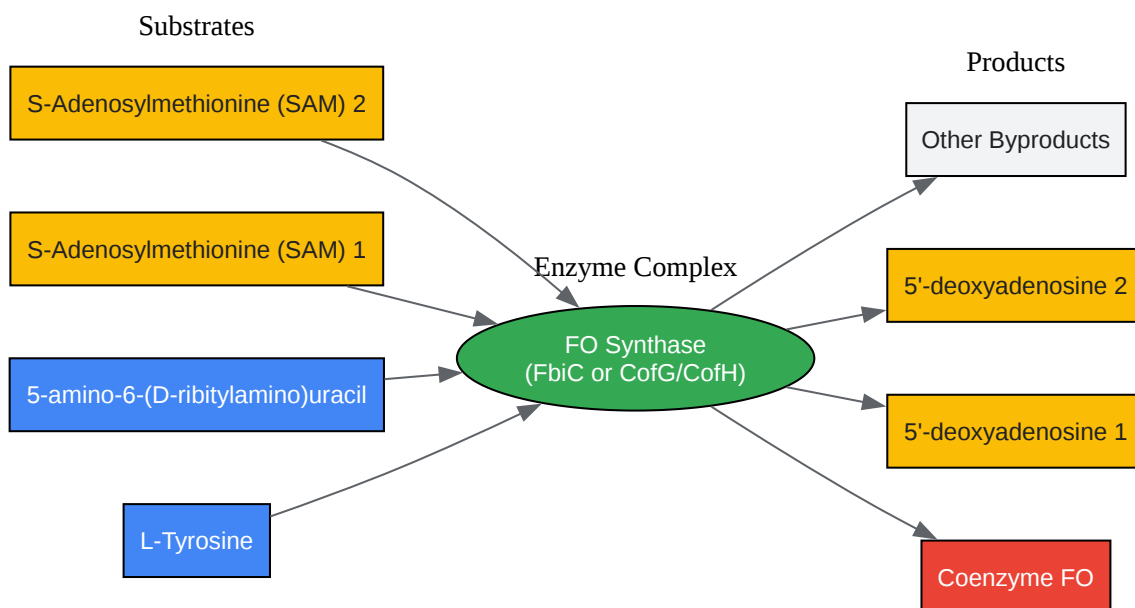 Substrates
S-Adenosylmethionine (SAM) 2
S-Adenosylmethionine (SAM) 1
5-amino-6-(D-ribitylamino)uracil
L-Tyrosine
Enzyme Complex
FO Synthase
(FbiC or CofG/CofH)
Products
Other Byproducts
5'-deoxyadenosine 2
5'-deoxyadenosine 1
Coenzyme FO